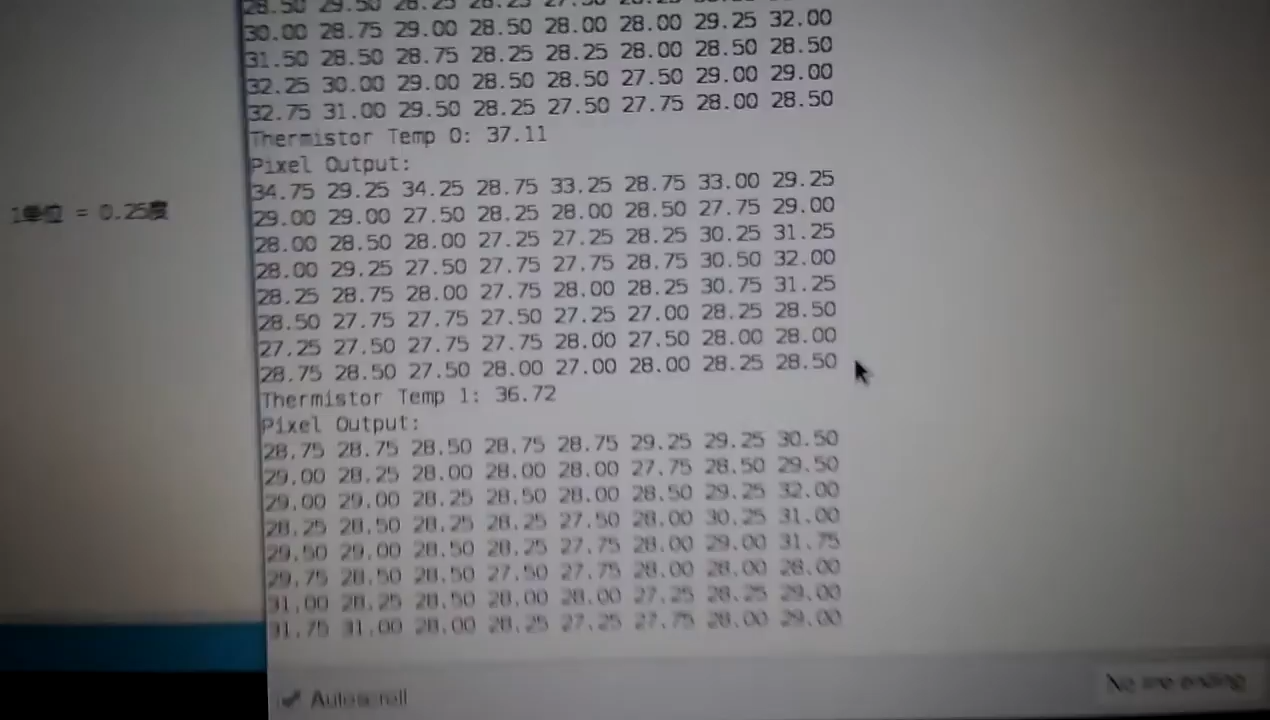 28.50 29.50 28.25 28.25
30.00 28.75 29.00 28.50 28.00 28.00 29.25 32.00
31.50 28.50 28.75 28.25 28.25 28.00 28.50 28.50
32.25 30.00 29.00 28.50 28.50 27.50 29.00 29.00
32.75 31.00 29.50 28.25 27.50 27.75 28.00 28.50
Thermistor Temp 0: 37.11
Pixel Output:
34.75 29.25 34.25 28.75 33.25 28.75 33.00 29.25
1单位 = 0.25度
29.00 29.00 27.50 28.25 28.00 28.50 27.75 29.00
28.00 28.50 28.00 27.25 27.25 28.25 30.25 31.25
28.00 29.25 27.50 27.75 27.75 28.75 30.50 32.00
28.25 28.75 28.00 27.75 28.00 28.25 30.75 31.25
28.50 27.75 27.75 27.50 27.25 27.00 28.25 28.50
27.25 27.50 27.75 27.75 28.00 27.50 28.00 28.00
28.75 28.50 27.50 28.00 27.00 28.00 28.25 28.50
Thermistor Temp 1: 36.72
Pixel Output:
28.75 28.75 28.50 28.75 28.75 29.25 29.25 30.50
29.00 28.25 28.00 28.00 28.00 27.75 28.50 29.50
29.00 29.00 28.25 28.50 28.00 28.50 29.25 32.00
28.25 28.50 28.25 28.25 27.50 28.00 30.25 31.00
29.50 29.00 28.50 28.25 27.75 28.00 29.00 31.75
29.75 28.50 28.50 27.50 27.75 28.00 28.00 28.00
31.00 28.25 28.50 28.00 28.00 27.25 28.25 29.00
31.75 31.00 28.00 28.25 27.25 27.75 28.00 29.00
Autoscroll
No line ending